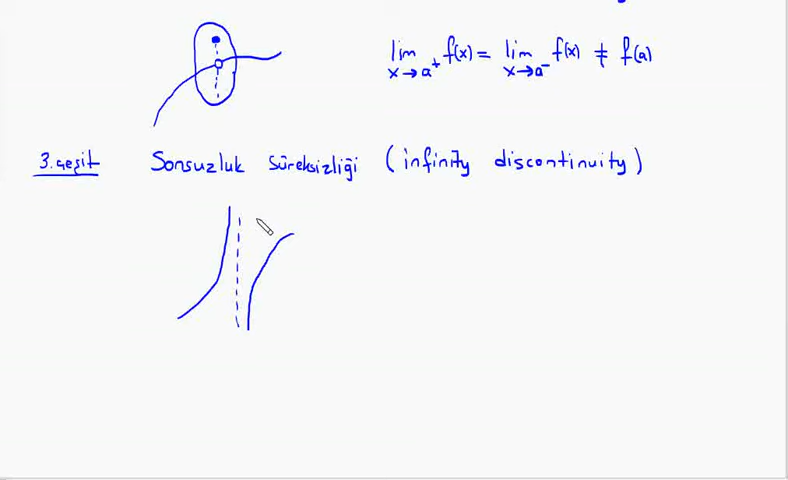 lim x→a⁺ f(x) = lim x→a⁻ f(x) ≠ f(a)
3. çeşit Sonsuzluk Süreksizliği (infinity discontinuity)